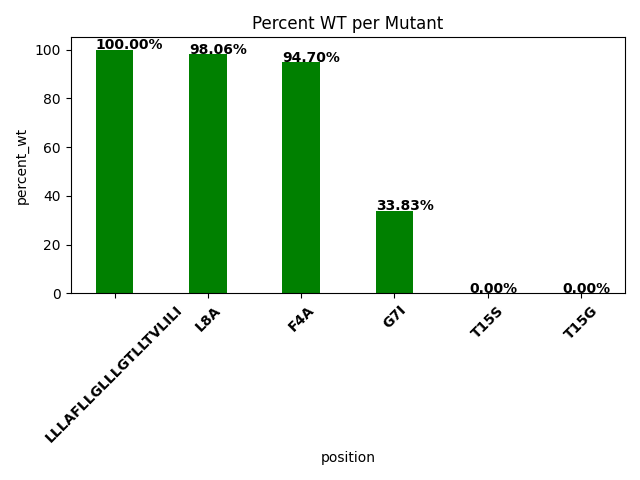 Percent WT per Mutant
100.00%
98.06%
94.70%
33.83%
0.00%
0.00%
100
80
60
40
20
0
percent_wt
LLLAFLLGLLLGTLLTVLILI
L8A
F4A
G7I
T15S
T15G
position